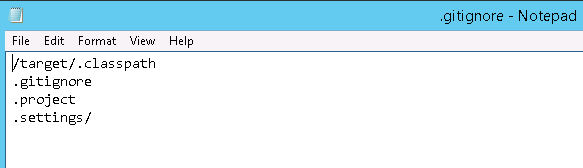 .gitignore - Notepad
File Edit Format View Help
/target/.classpath
.gitignore
.project
.settings/